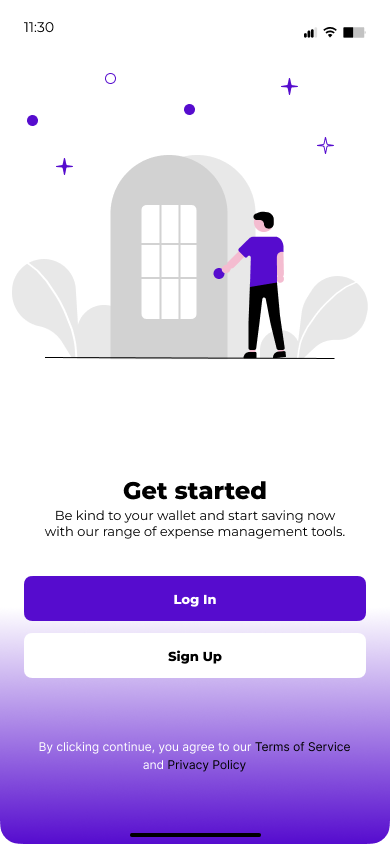 11:30
Get started
Be kind to your wallet and start saving now
with our range of expense management tools.
Log In
Sign Up
By clicking continue, you agree to our Terms of Service
and Privacy Policy